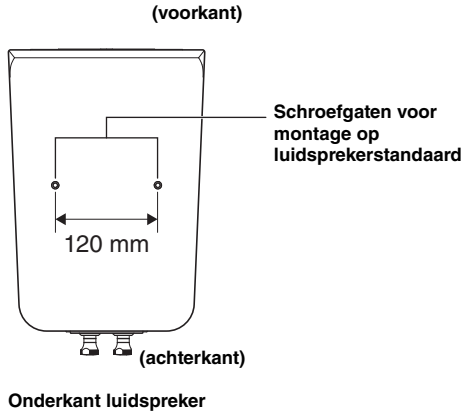 (voorkant)
Schroefgaten voor
montage op
luidsprekerstandaard
120 mm
(achterkant)
Onderkant luidspreker